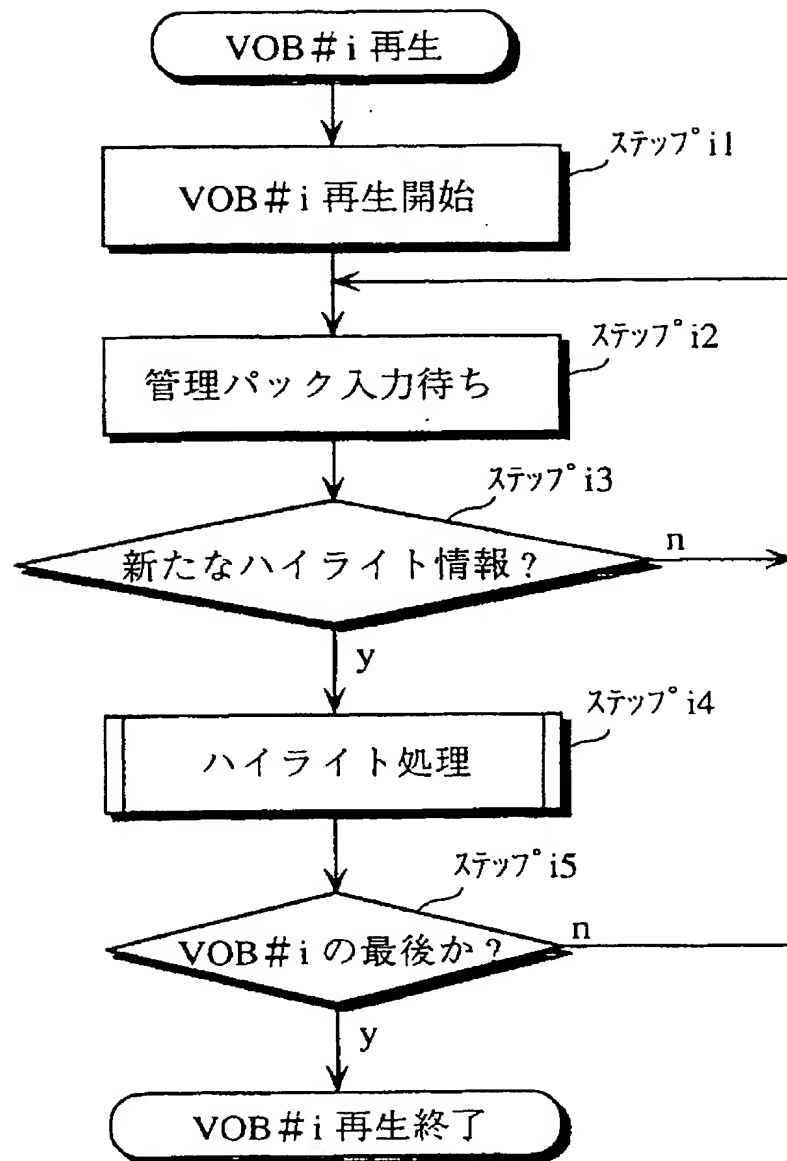 VOB#i 再生
ステップi1
VOB#i 再生開始
ステップi2
管理パック入力待ち
ステップi3
新たなハイライト情報?
n
y
ステップi4
ハイライト処理
ステップi5
VOB#iの最後か?
n
y
VOB#i 再生終了